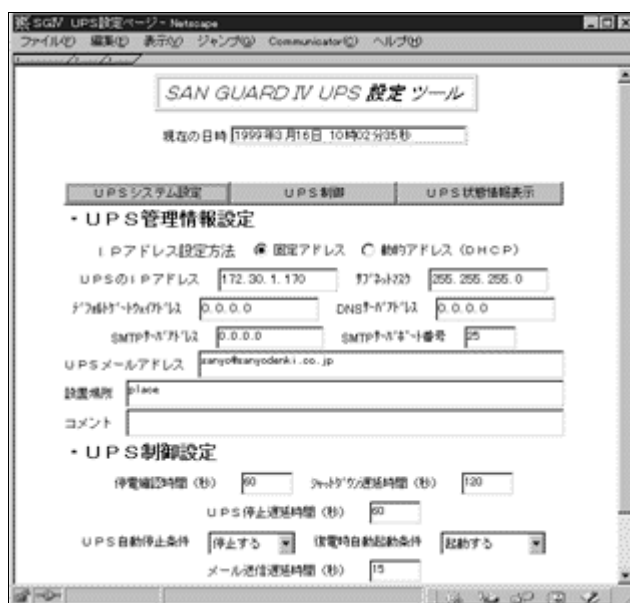 SGⅣ UPS設定ページ - Netscape
ファイル(F) 編集(E) 表示(V) ジャンプ(G) Communicator(C) ヘルプ(H)
SAN GUARD Ⅳ UPS 設定 ツール
現在の日時 1999年3月16日 10時02分35秒
UPSシステム設定 UPS制御 UPS状態情報表示
・UPS管理情報設定
IPアドレス設定方法 固定アドレス 動的アドレス(DHCP)
UPSのIPアドレス 172.30.1.170 ｻﾌﾞﾈｯﾄﾏｽｸ 255.255.255.0
ﾃﾞﾌｫﾙﾄｹﾞｰﾄｳｪｲｱﾄﾞﾚｽ 0.0.0.0 DNSｻｰﾊﾞｱﾄﾞﾚｽ 0.0.0.0
SMTPｻｰﾊﾞｱﾄﾞﾚｽ 0.0.0.0 SMTPｻｰﾊﾞﾎﾟｰﾄ番号 25
UPSメールアドレス sanyo@sanyodenki.co.jp
設置場所 place
コメント
・UPS制御設定
停電確認時間(秒) 60 ｼｬｯﾄﾀﾞｳﾝ遅延時間(秒) 120
UPS停止遅延時間(秒) 60
UPS自動停止条件 停止する 復電時自動起動条件 起動する
メール送信遅延時間(秒) 15